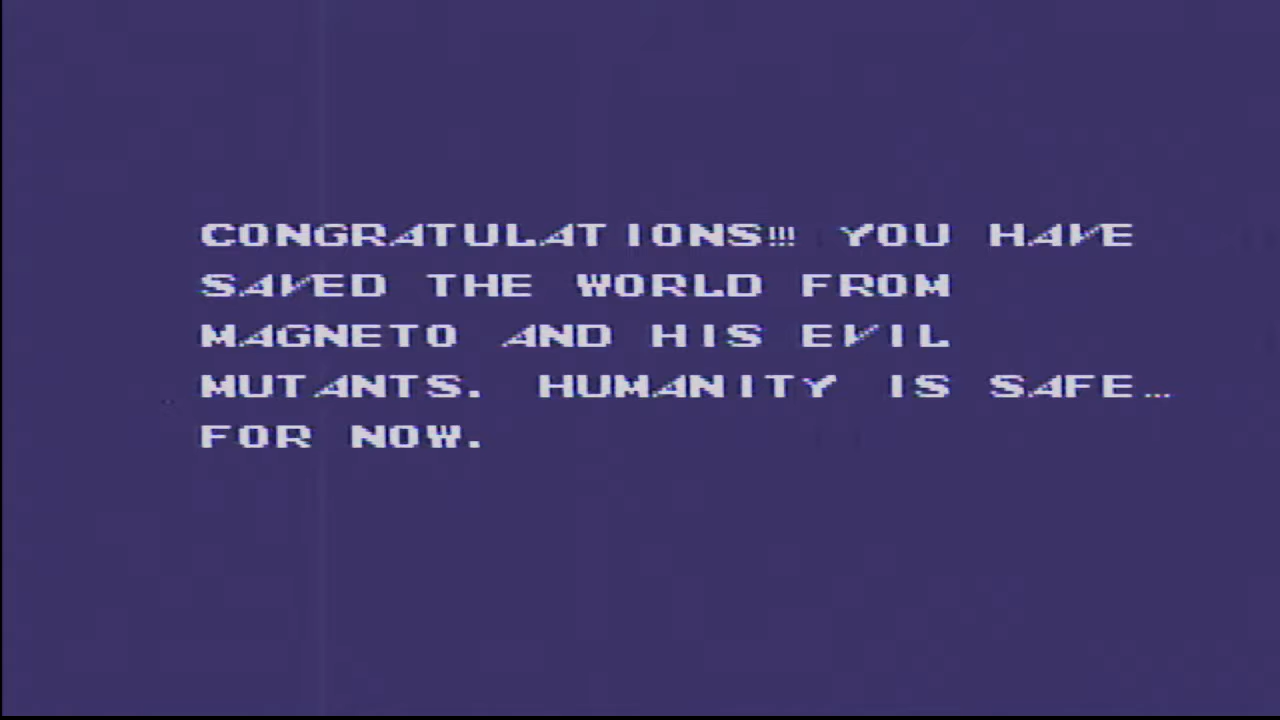 CONGRATULATIONS!!! YOU HAVE
SAVED THE WORLD FROM
MAGNETO AND HIS EVIL
MUTANTS. HUMANITY IS SAFE...
FOR NOW.